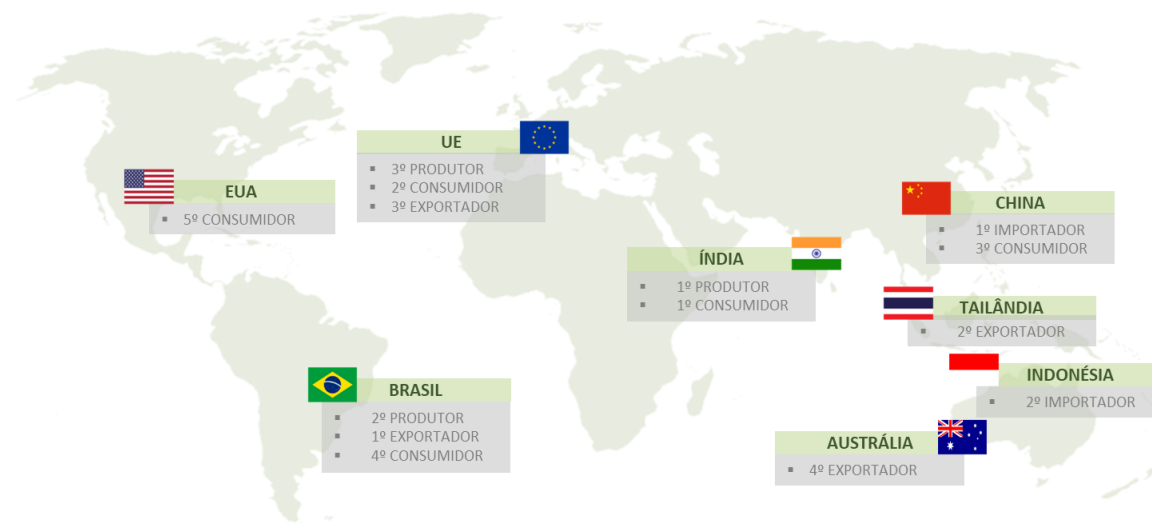 UE
▪ 3º PRODUTOR
▪ 2º CONSUMIDOR
▪ 3º EXPORTADOR
EUA
▪ 5º CONSUMIDOR
CHINA
▪ 1º IMPORTADOR
▪ 3º CONSUMIDOR
ÍNDIA
▪ 1º PRODUTOR
▪ 1º CONSUMIDOR
TAILÂNDIA
▪ 2º EXPORTADOR
INDONÉSIA
▪ 2º IMPORTADOR
BRASIL
▪ 2º PRODUTOR
▪ 1º EXPORTADOR
▪ 4º CONSUMIDOR
AUSTRÁLIA
▪ 4º EXPORTADOR